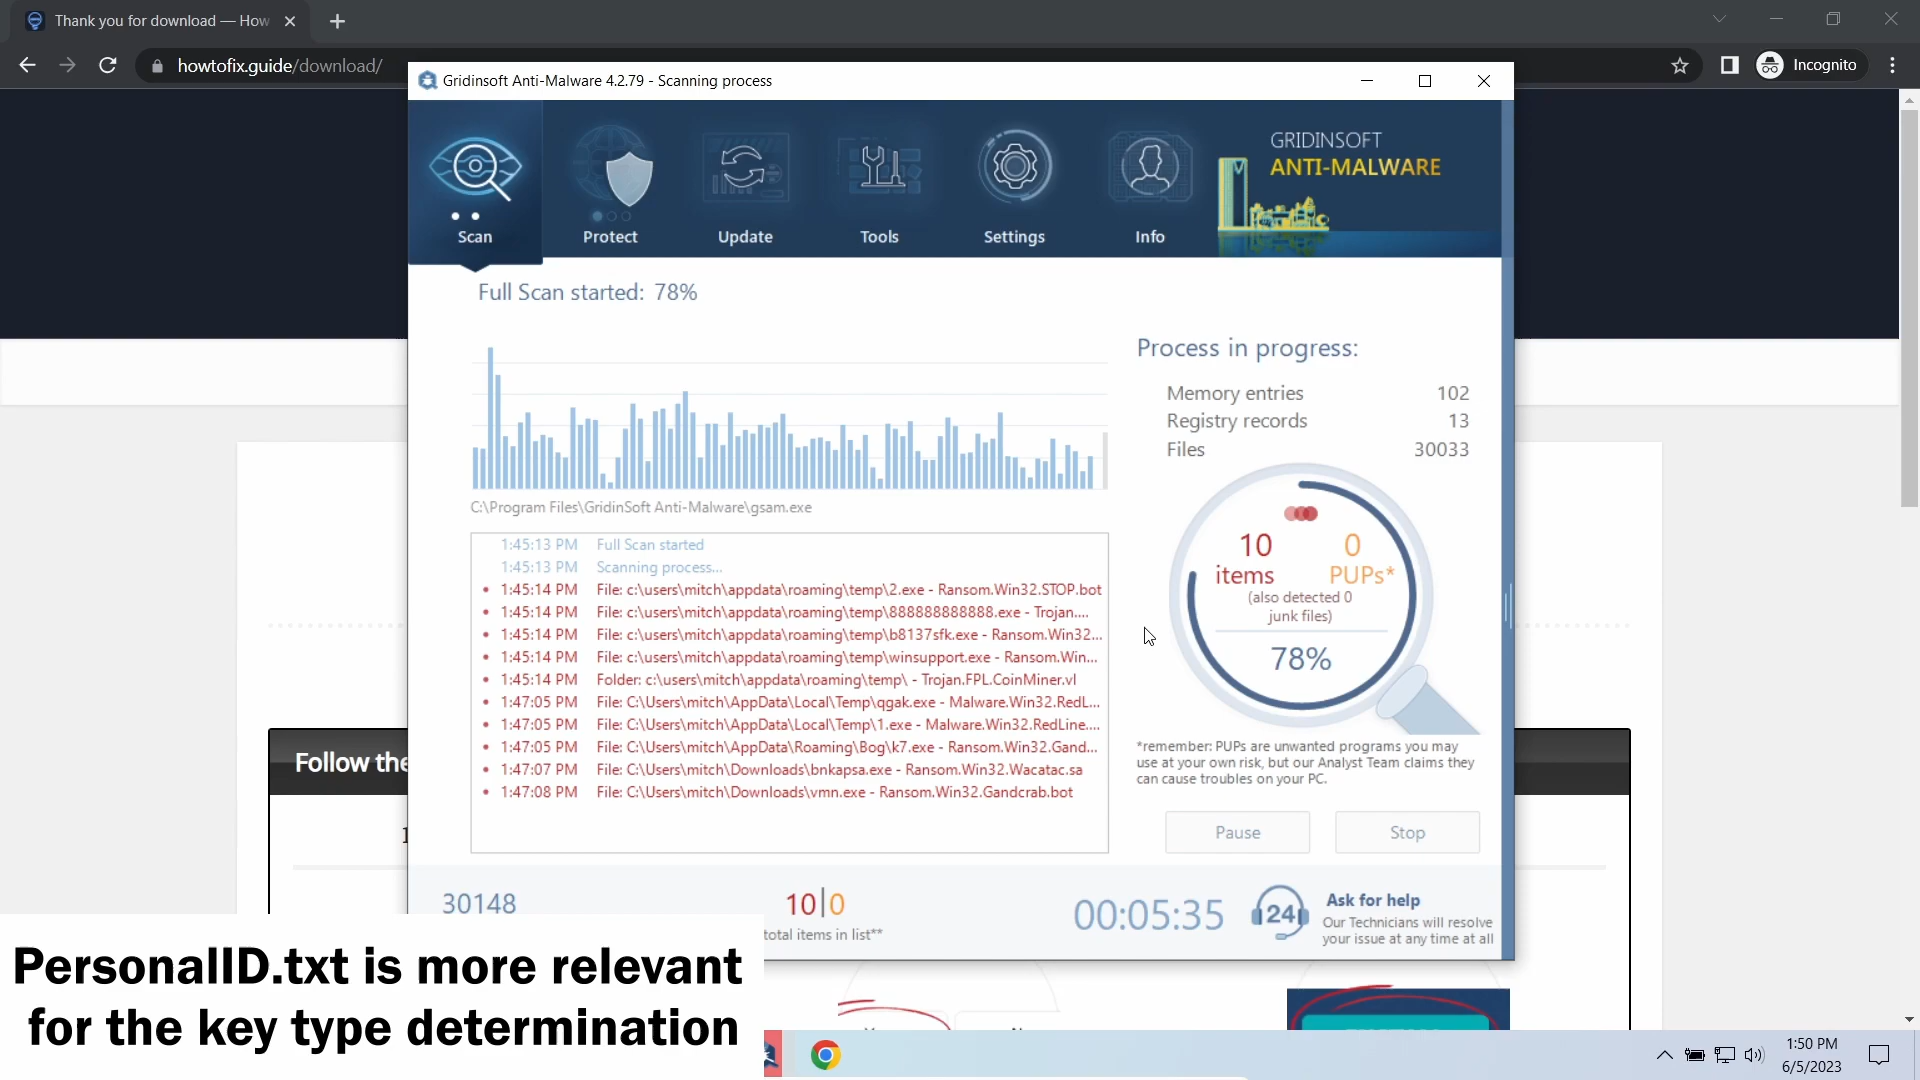 Thank you for download — How
howtofix.guide/download/
Incognito
Gridinsoft Anti-Malware 4.2.79 - Scanning process
Scan
Protect
Update
Tools
Settings
Info
GRIDINSOFT
ANTI-MALWARE
Full Scan started: 78%
C:\Program Files\GridinSoft Anti-Malware\gsam.exe
1:45:13 PM Full Scan started
1:45:13 PM Scanning process...
1:45:14 PM File: c:\users\mitch\appdata\roaming\temp\2.exe - Ransom.Win32.STOP.bot
1:45:14 PM File: c:\users\mitch\appdata\roaming\temp\888888888888.exe - Trojan....
1:45:14 PM File: c:\users\mitch\appdata\roaming\temp\b8137sfk.exe - Ransom.Win32...
1:45:14 PM File: c:\users\mitch\appdata\roaming\temp\winsupport.exe - Ransom.Win...
1:45:14 PM Folder: c:\users\mitch\appdata\roaming\temp\ - Trojan.FPL.CoinMiner.vl
1:47:05 PM File: C:\Users\mitch\AppData\Local\Temp\qgak.exe - Malware.Win32.RedL...
1:47:05 PM File: C:\Users\mitch\AppData\Local\Temp\1.exe - Malware.Win32.RedLine....
1:47:05 PM File: C:\Users\mitch\AppData\Roaming\Bog\k7.exe - Ransom.Win32.Gand...
1:47:07 PM File: C:\Users\mitch\Downloads\bnkapsa.exe - Ransom.Win32.Wacatac.sa
1:47:08 PM File: C:\Users\mitch\Downloads\vmn.exe - Ransom.Win32.Gandcrab.bot
Process in progress:
Memory entries 102
Registry records 13
Files 30033
10 0
items PUPs*
(also detected 0
junk files)
78%
*remember: PUPs are unwanted programs you may
use at your own risk, but our Analyst Team claims they
can cause troubles on your PC.
Pause
Stop
30148
10|0
total items in list**
00:05:35
24
Ask for help
Our Technicians will resolve
your issue at any time at all
Follow the
1
PersonalID.txt is more relevant
for the key type determination
1:50 PM
6/5/2023